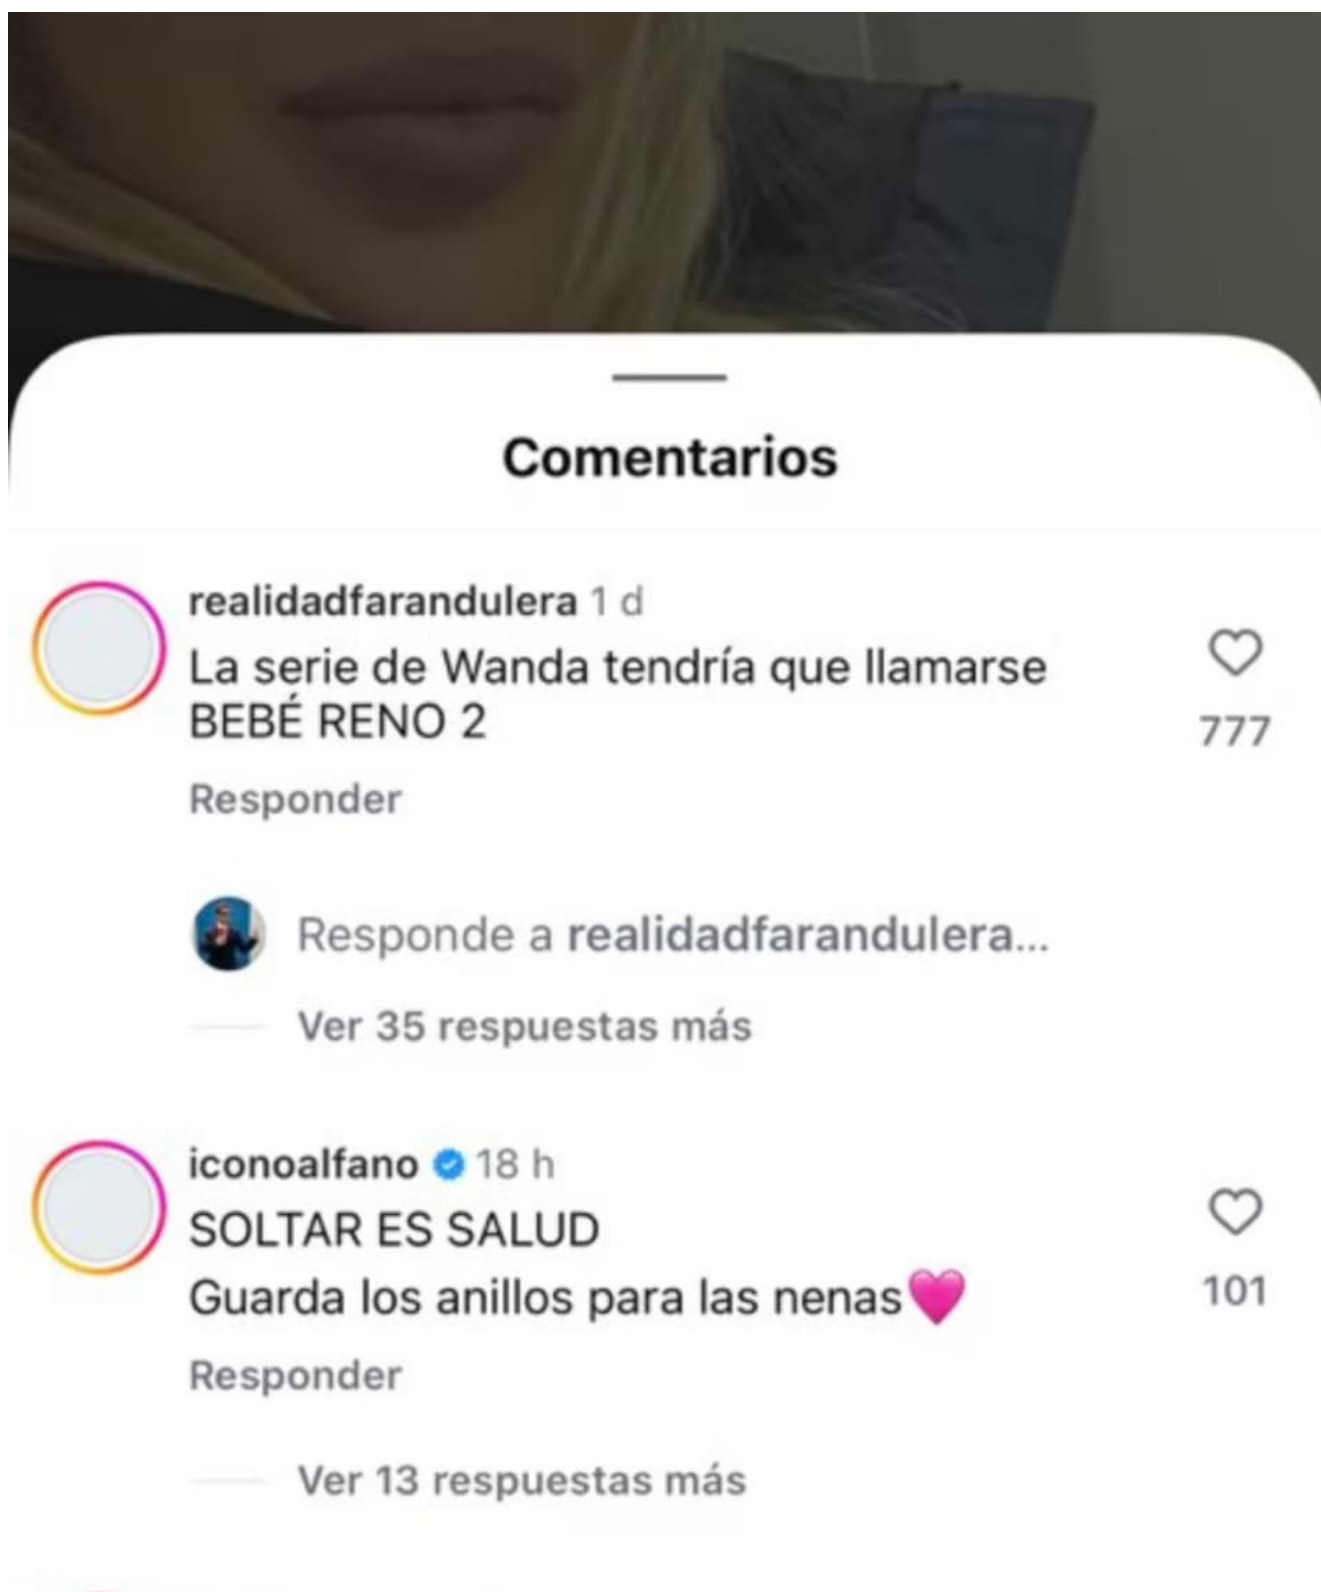 Comentarios
realidadfarandulera 1 d
La serie de Wanda tendría que llamarse
BEBÉ RENO 2
777
Responder
Responde a realidadfarandulera...
Ver 35 respuestas más
iconoalfano 18 h
SOLTAR ES SALUD
Guarda los anillos para las nenas🩷
101
Responder
Ver 13 respuestas más